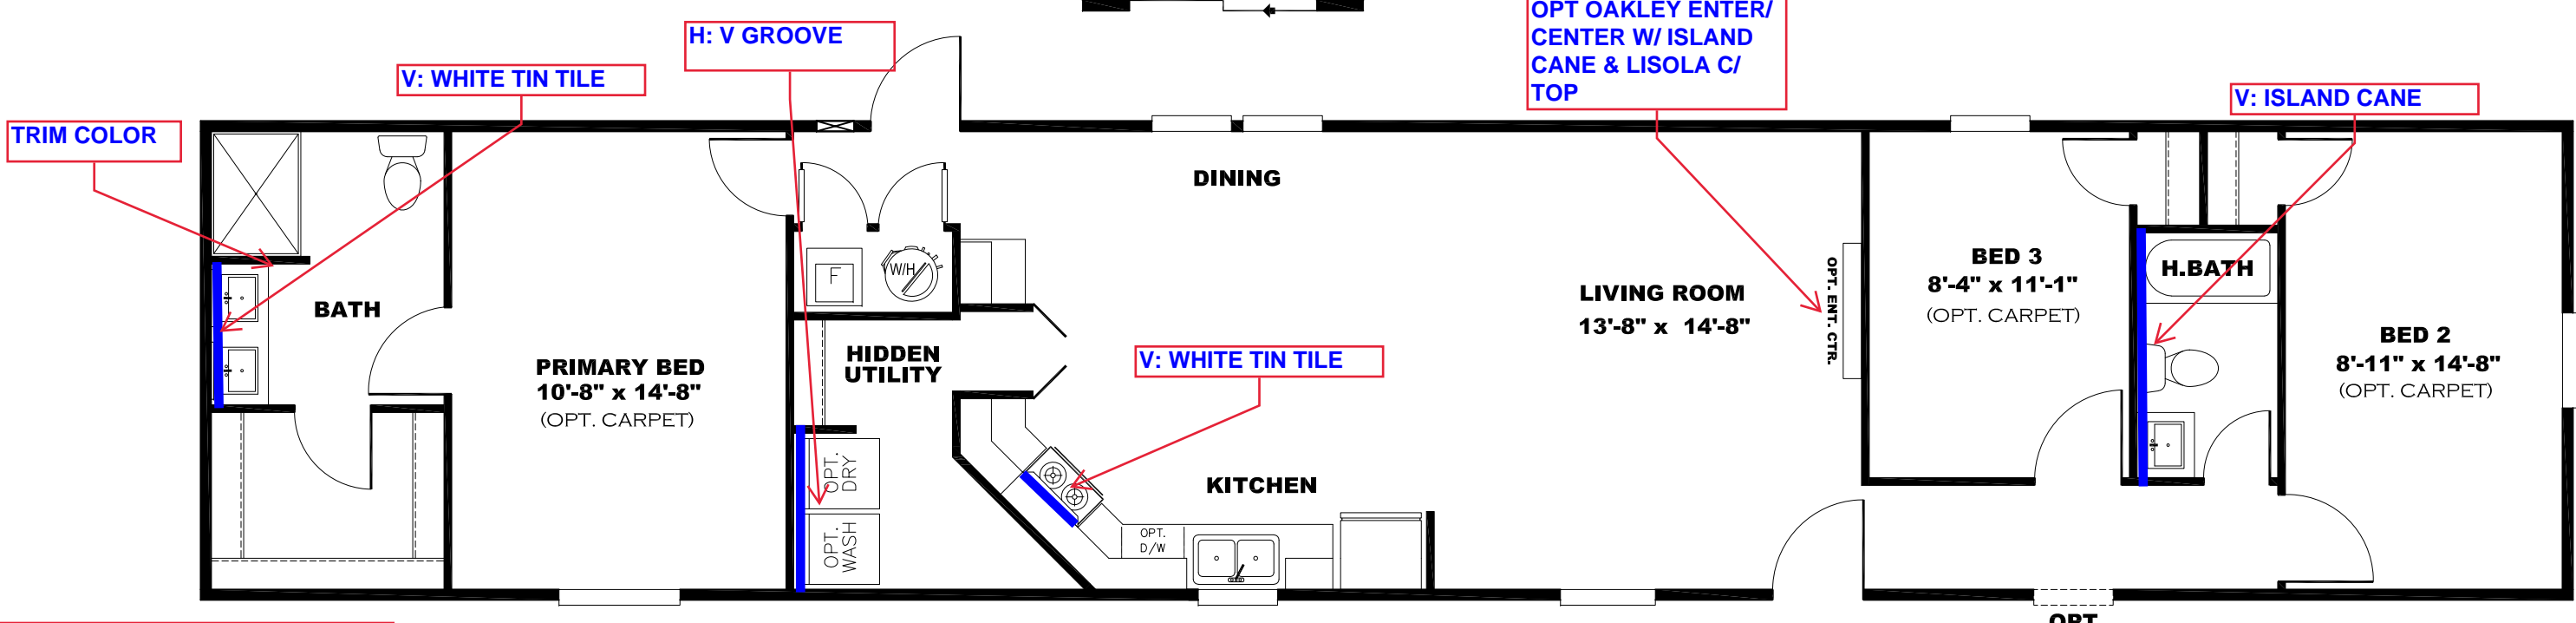 OPT OAKLEY ENTER/
CENTER W/ ISLAND
CANE & LISOLA C/
TOP
H: V GROOVE
V: WHITE TIN TILE
V: ISLAND CANE
TRIM COLOR
DINING
W/H
F
BED 3
8'-4" x 11'-1"
(OPT. CARPET)
H.BATH
OPT. ENT. CTR.
LIVING ROOM
13'-8" x 14'-8"
BATH
BED 2
8'-11" x 14'-8"
(OPT. CARPET)
HIDDEN
UTILITY
V: WHITE TIN TILE
PRIMARY BED
10'-8" x 14'-8"
(OPT. CARPET)
OPT.
DRY
KITCHEN
OPT.
WASH
OPT.
D/W
OPT